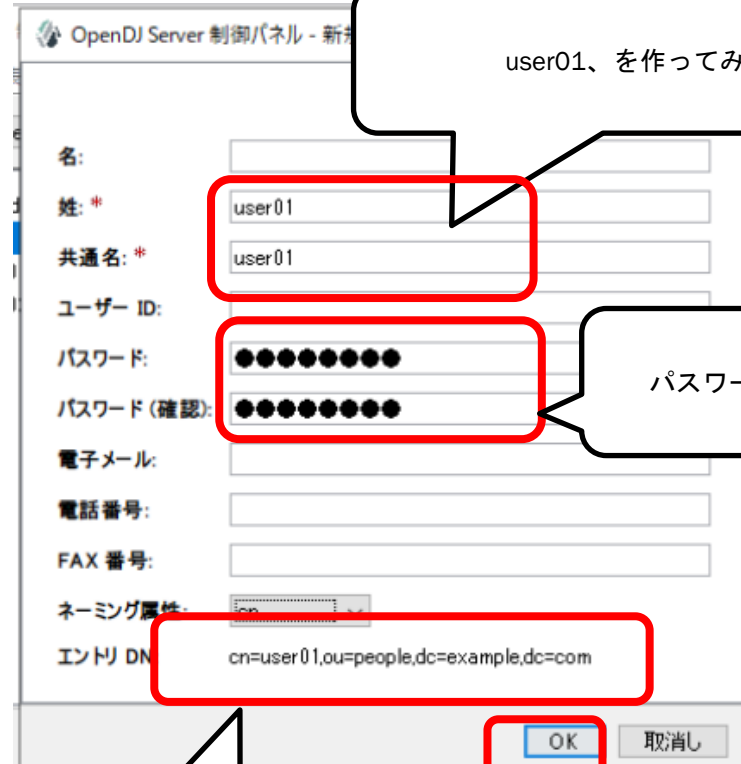 OpenDJ Server 制御パネル - 新
user01、を作ってみ
名:
姓: *
user01
共通名: *
user01
ユーザー ID:
パスワード:
●●●●●●●●
パスワー
パスワード (確認):
●●●●●●●●
電子メール:
電話番号:
FAX 番号:
ネーミング属性:
cn
エントリ DN
cn=user01,ou=people,dc=example,dc=com
OK
取消し